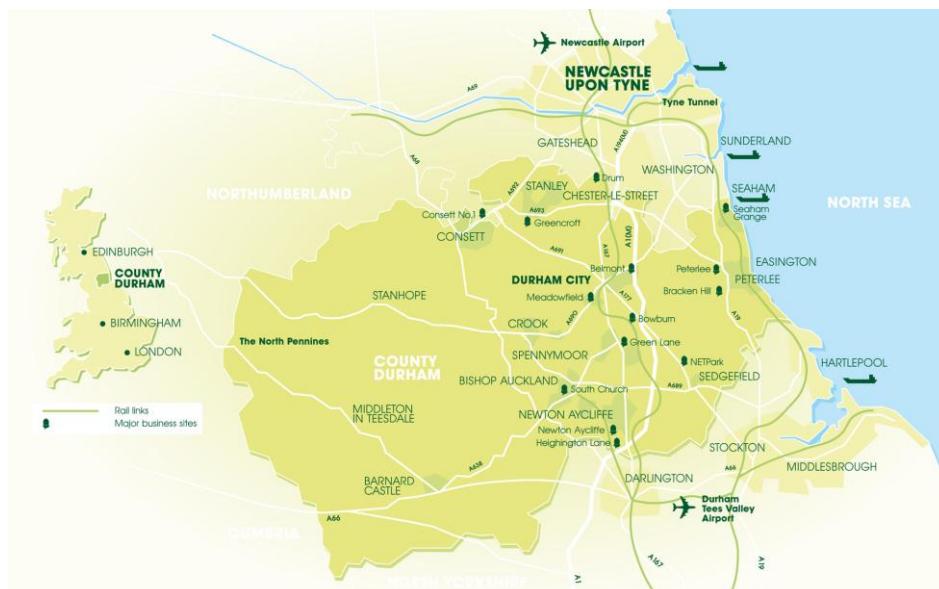 Newcastle Airport
NEWCASTLE
UPON TYNE
Tyne Tunnel
A69
A194(M)
GATESHEAD
SUNDERLAND
WASHINGTON
A68
NORTHUMBERLAND
A692
STANLEY
Drum
CHESTER-LE-STREET
SEAHAM
Seaham
Grange
NORTH SEA
Consett No.1
A693
Greencroft
CONSETT
A691
A167
A1(M)
EDINBURGH
COUNTY
DURHAM
BIRMINGHAM
LONDON
Rail links
Major business sites
EASINGTON
Belmont
Peterlee
PETERLEE
DURHAM CITY
Meadowfield
A177
Bracken Hill
STANHOPE
A690
Bowburn
A19
CROOK
The North Pennines
Green Lane
COUNTY
DURHAM
SPENNYMOOR
NETPark
SEDGEFIELD
HARTLEPOOL
BISHOP AUCKLAND
South Church
A689
MIDDLETON
IN TEESDALE
NEWTON AYCLIFFE
Newton Aycliffe
Heighington Lane
STOCKTON
A66
MIDDLESBROUGH
A658
BARNARD
CASTLE
DARLINGTON
Durham
Tees Valley
Airport
A66
CUMBRIA
A167
A19
A1
NORTH YORKSHIRE